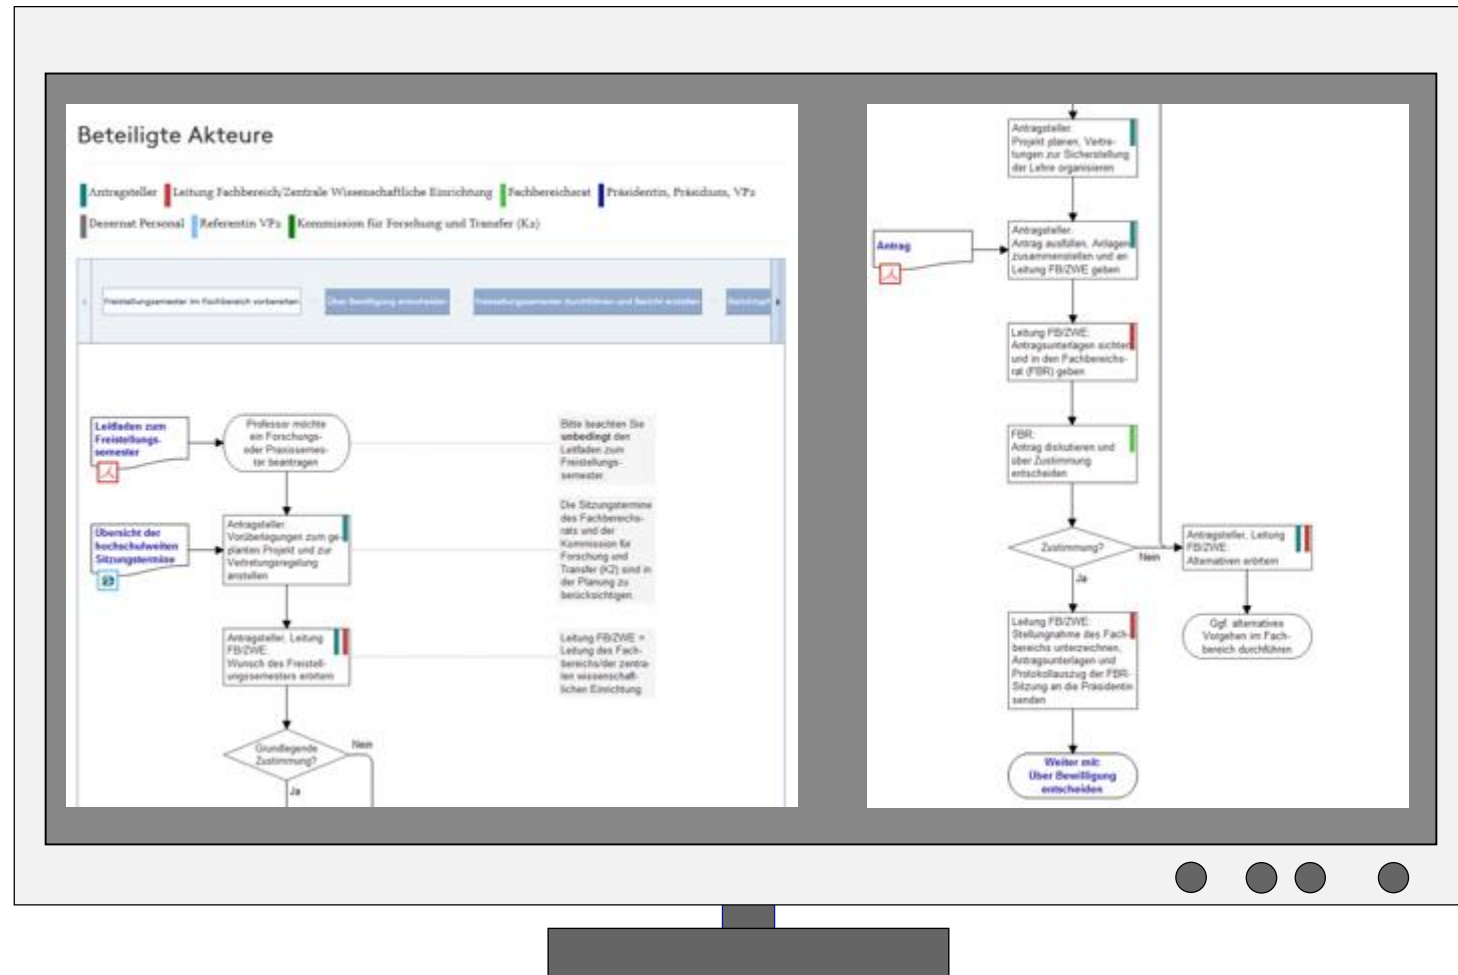 Beteiligte Akteure
Antragsteller Leitung Fachbereich/Zentrale Wissenschaftliche Einrichtung Fachbereichsrat Präsidentin, Präsidium, VP2
Dezernat Personal Referentin VP2 Kommission für Forschung und Transfer (K2)
Freistellungssemester im Fachbereich vorbereiten Über Bewilligung entscheiden Freistellungssemester durchführen und Bericht erstellen
Leitfaden zum
Freistellungs-
semester
Professor möchte
ein Forschungs-
oder Praxissemes-
ter beantragen
Bitte beachten Sie
unbedingt den
Leitfaden zum
Freistellungs-
semester.
Übersicht der
hochschulweiten
Sitzungstermine
Antragsteller:
Vorüberlegungen zum ge-
planten Projekt und zur
Vertretungsregelung
anstellen
Die Sitzungstermine
des Fachbereichs-
rats und der
Kommission für
Forschung und
Transfer (K2) sind in
der Planung zu
berücksichtigen.
Antragsteller, Leitung
FB/ZWE:
Wunsch des Freistell-
ungssemesters erörtern
Leitung FB/ZWE =
Leitung des Fach-
bereichs/der zentra-
len wissenschaft-
lichen Einrichtung
Grundlegende
Zustimmung?
Nein
Ja
Antragsteller:
Projekt planen, Vertre-
tungen zur Sicherstellung
der Lehre organisieren
Antrag
Antragsteller:
Antrag ausfüllen, Anlagen
zusammenstellen und an
Leitung FB/ZWE geben
Leitung FB/ZWE:
Antragsunterlagen sichten
und in den Fachbereichs-
rat (FBR) geben
FBR:
Antrag diskutieren und
über Zustimmung
entscheiden
Zustimmung?
Nein
Ja
Antragsteller, Leitung
FB/ZWE:
Alternativen erörtern
Ggf. alternatives
Vorgehen im Fach-
bereich durchführen
Leitung FB/ZWE:
Stellungnahme des Fach-
bereichs unterzeichnen,
Antragsunterlagen und
Protokollauszug der FBR-
Sitzung an die Präsidentin
senden
Weiter mit:
Über Bewilligung
entscheiden